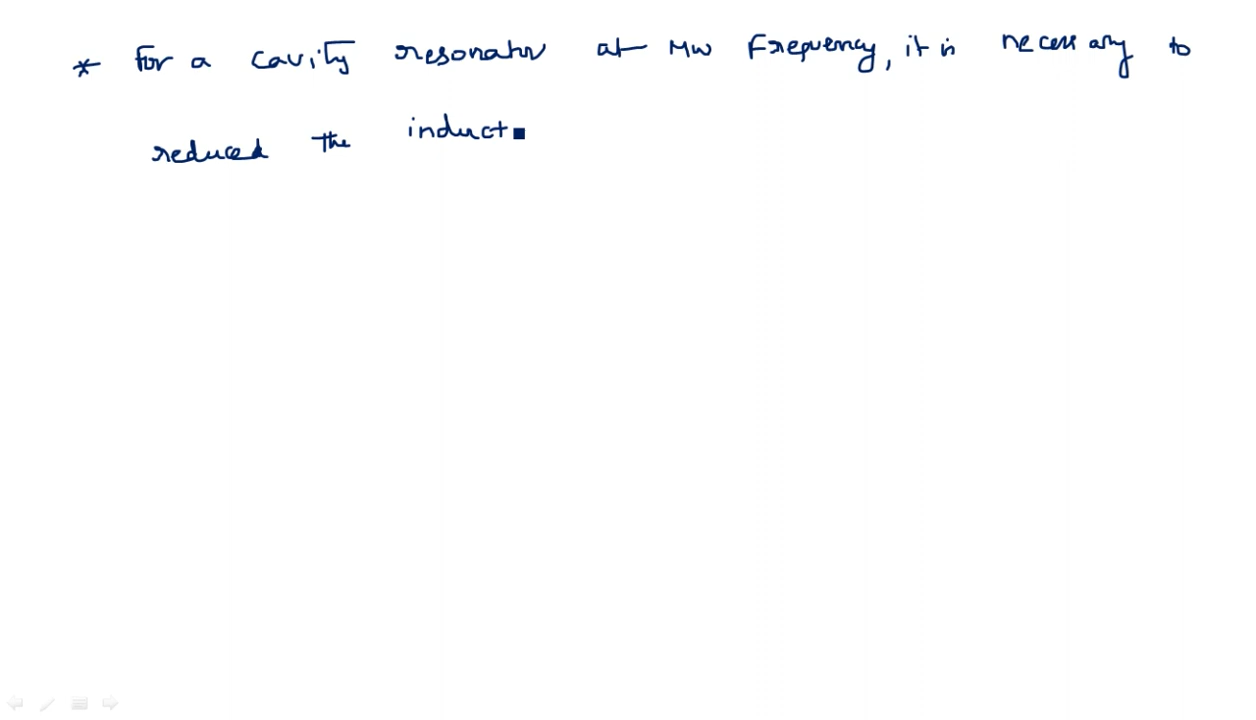 * For a cavity resonator at MW Frequency, it is necessary to
reduced the induct